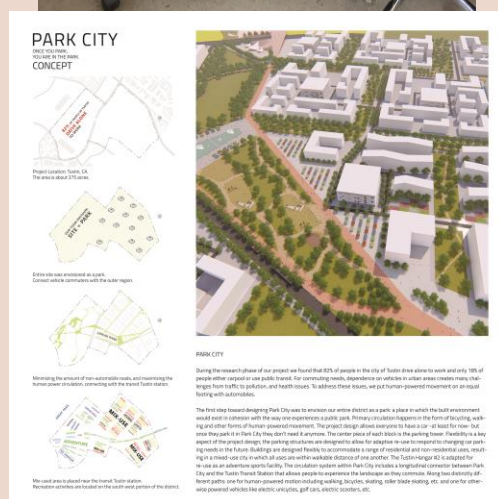 PARK CITY
ONCE YOU PARK,
YOU ARE IN THE PARK.
CONCEPT
82% OF PEOPLE IN TUSTIN
DRIVE ALONE
TO WORK
Project Location: Tustin, CA.
The area is about 375 acres.
SITE = PARK
Entire site was envisioned as a park.
Connect vehicle commuters with the outer region.
Minimizing the amount of non-automobile roads, and maximizing the
human power circulation, connecting with the transit Tustin station.
MIX-USE
MIX-USE
Mix-used area is placed near the transit Tustin station.
Recreation activities are located on the south-west portion of the district.
PARK CITY
During the research phase of our project we found that 82% of people in the city of Tustin drive alone to work and only 18% of
people either carpool or use public transit. For commuting needs, dependence on vehicles in urban areas creates many chal-
lenges from traffic to pollution, and health issues. To address these issues, we put human-powered movement on an equal
footing with automobiles.
The first step toward designing Park City was to envision our entire district as a park: a place in which the built environment
would exist in cohesion with the way one experiences a public park. Primary circulation happens in the form of bicycling, walk-
ing and other forms of human-powered movement. The project design allows everyone to have a car -at least for now- but
once they park it in Park City they don't need it anymore. The center piece of each block is the parking tower. Flexibility is a key
aspect of the project design, the parking structures are designed to allow for adaptive re-use to respond to changing use park-
ing needs in the future. Buildings are designed flexibly to accommodate a range of residential and non-residential uses, result-
ing in a mixed-use city in which all uses are within walkable distance of one another. The Tustin Hangar #2 is adapted for
re-use as an adventure sports facility. The circulation system within Park City includes a longitudinal connector between Park
City and the Tustin Transit Station that allows people to experience the landscape as they commute. Along two distinctly dif-
ferent paths: one for human-powered motion including walking, bicycles, skating, roller blade skating, etc. and one for other-
wise powered vehicles like electric unicycles, golf cars, electric scooters, etc.